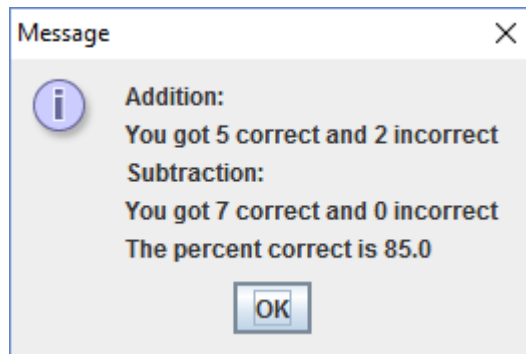 Message
Addition:
You got 5 correct and 2 incorrect
Subtraction:
You got 7 correct and 0 incorrect
The percent correct is 85.0
OK